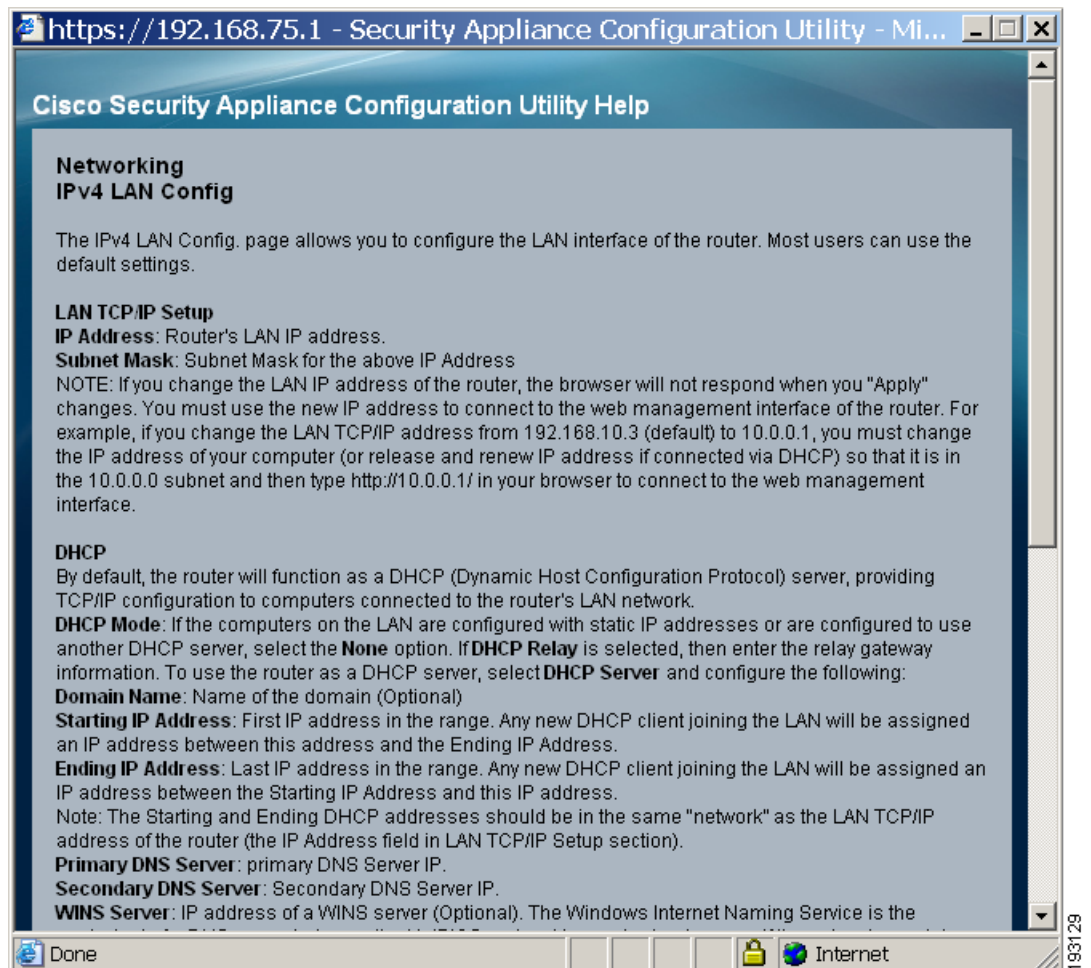 https://192.168.75.1 - Security Appliance Configuration Utility - Mi...
Cisco Security Appliance Configuration Utility Help
Networking
IPv4 LAN Config
The IPv4 LAN Config. page allows you to configure the LAN interface of the router. Most users can use the
default settings.
LAN TCP/IP Setup
IP Address: Router's LAN IP address.
Subnet Mask: Subnet Mask for the above IP Address
NOTE: If you change the LAN IP address of the router, the browser will not respond when you "Apply"
changes. You must use the new IP address to connect to the web management interface of the router. For
example, if you change the LAN TCP/IP address from 192.168.10.3 (default) to 10.0.0.1, you must change
the IP address of your computer (or release and renew IP address if connected via DHCP) so that it is in
the 10.0.0.0 subnet and then type http://10.0.0.1/ in your browser to connect to the web management
interface.
DHCP
By default, the router will function as a DHCP (Dynamic Host Configuration Protocol) server, providing
TCP/IP configuration to computers connected to the router's LAN network.
DHCP Mode: If the computers on the LAN are configured with static IP addresses or are configured to use
another DHCP server, select the None option. If DHCP Relay is selected, then enter the relay gateway
information. To use the router as a DHCP server, select DHCP Server and configure the following:
Domain Name: Name of the domain (Optional)
Starting IP Address: First IP address in the range. Any new DHCP client joining the LAN will be assigned
an IP address between this address and the Ending IP Address.
Ending IP Address: Last IP address in the range. Any new DHCP client joining the LAN will be assigned an
IP address between the Starting IP Address and this IP address.
Note: The Starting and Ending DHCP addresses should be in the same "network" as the LAN TCP/IP
address of the router (the IP Address field in LAN TCP/IP Setup section).
Primary DNS Server: primary DNS Server IP.
Secondary DNS Server: Secondary DNS Server IP.
WINS Server: IP address of a WINS server (Optional). The Windows Internet Naming Service is the
Done
Internet
193129